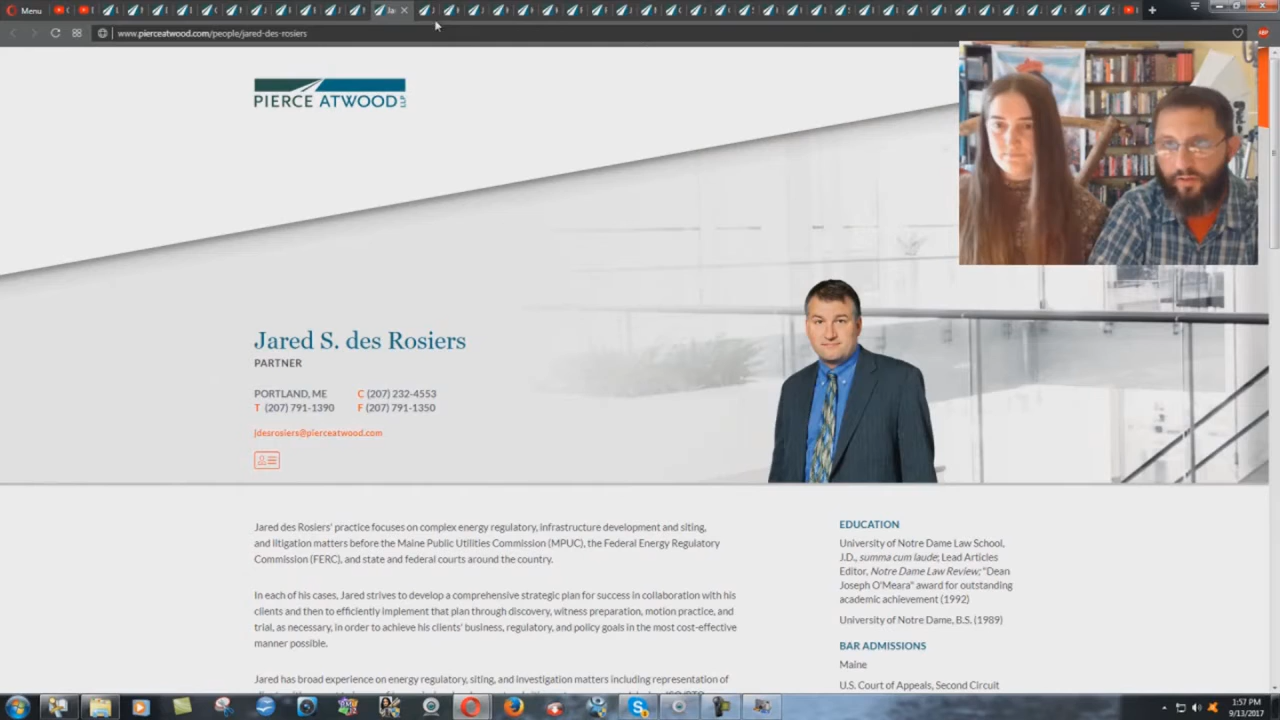 Menu
www.pierceatwood.com/people/jared-des-rosiers
PIERCE ATWOOD LLP
Jared S. des Rosiers
PARTNER
PORTLAND, ME
C (207) 232-4553
T (207) 791-1390
F (207) 791-1350
jdesrosiers@pierceatwood.com
Jared des Rosiers' practice focuses on complex energy regulatory, infrastructure development and siting,
and litigation matters before the Maine Public Utilities Commission (MPUC), the Federal Energy Regulatory
Commission (FERC), and state and federal courts around the country.
In each of his cases, Jared strives to develop a comprehensive strategic plan for success in collaboration with his
clients and then to efficiently implement that plan through discovery, witness preparation, motion practice, and
trial, as necessary, in order to achieve his clients' business, regulatory, and policy goals in the most cost-effective
manner possible.
Jared has broad experience on energy regulatory, siting, and investigation matters including representation of
EDUCATION
University of Notre Dame Law School,
J.D., summa cum laude; Lead Articles
Editor, Notre Dame Law Review; "Dean
Joseph O'Meara" award for outstanding
academic achievement (1992)
University of Notre Dame, B.S. (1989)
BAR ADMISSIONS
Maine
U.S. Court of Appeals, Second Circuit
1:57 PM
9/13/2017